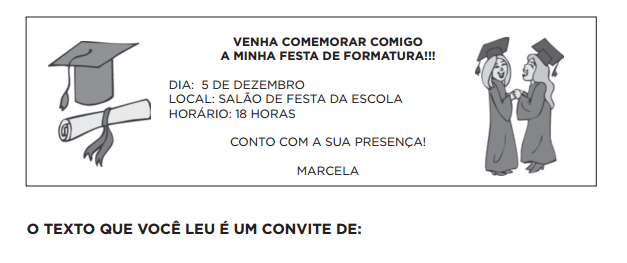 VENHA COMEMORAR COMIGO
A MINHA FESTA DE FORMATURA!!!
DIA: 5 DE DEZEMBRO
LOCAL: SALÃO DE FESTA DA ESCOLA
HORÁRIO: 18 HORAS
CONTO COM A SUA PRESENÇA!
MARCELA
O TEXTO QUE VOCÊ LEU É UM CONVITE DE: